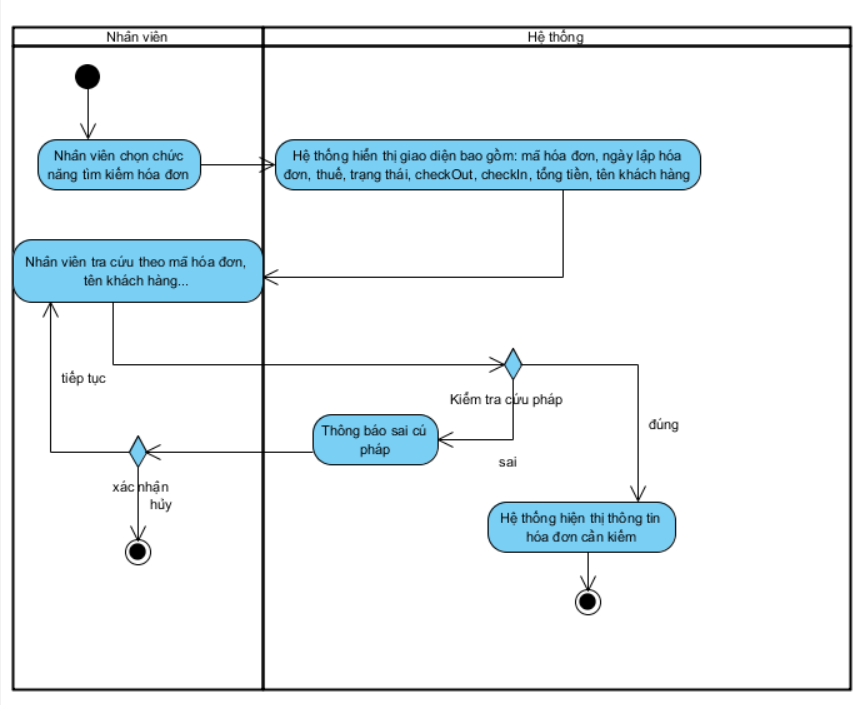 Nhân viên
Hệ thống
Nhân viên chọn chức
năng tìm kiếm hóa đơn
Hệ thống hiển thị giao diện bao gồm: mã hóa đơn, ngày lập hóa
đơn, thuế, trạng thái, checkOut, checkIn, tổng tiền, tên khách hàng
Nhân viên tra cứu theo mã hóa đơn,
tên khách hàng...
tiếp tục
Kiểm tra cứu pháp
đúng
Thông báo sai cú
pháp
sai
xác nhận
hủy
Hệ thống hiện thị thông tin
hóa đơn cần kiếm